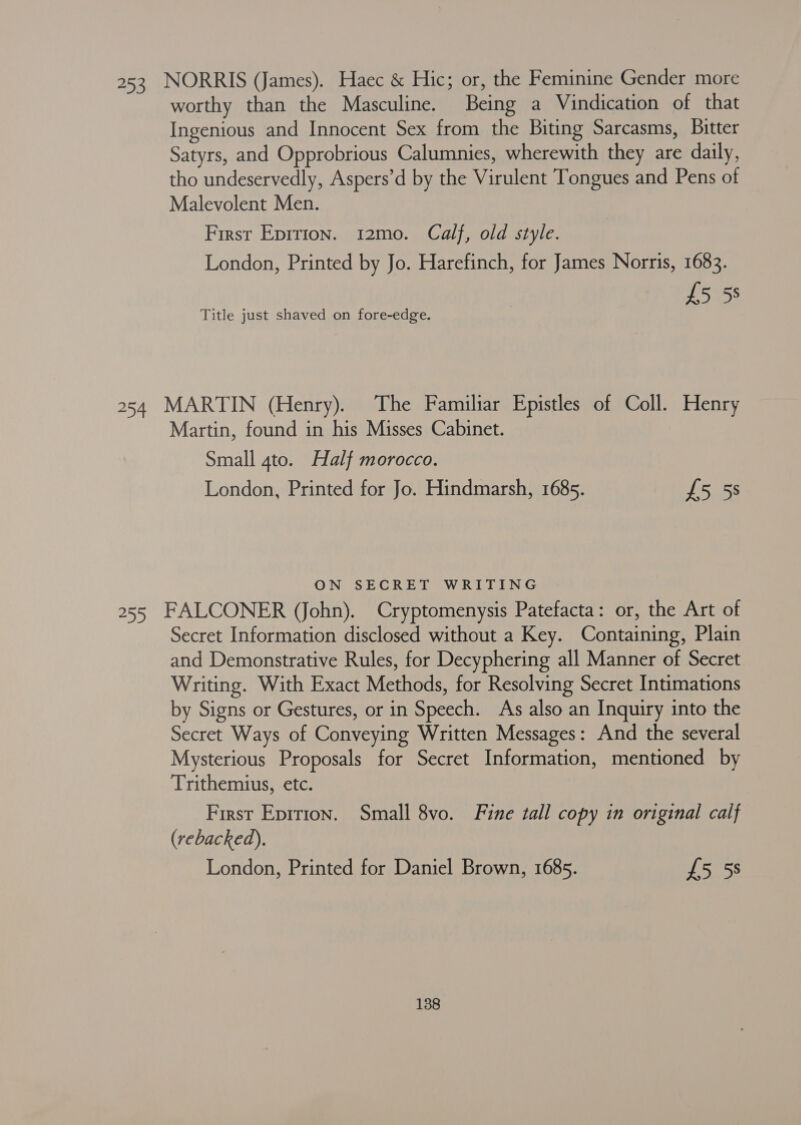 253 NORRIS (James). Haec & Hic; or, the Feminine Gender more
worthy than the Masculine. Being a Vindication of that
Ingenious and Innocent Sex from the Biting Sarcasms, Bitter
Satyrs, and Opprobrious Calumnies, wherewith they are daily,
tho undeservedly, Aspers'd by the Virulent Tongues and Pens of
Malevolent Men.
First Edition. 12mo. Calf, old style.
London, Printed by Jo. Harefinch, for James Norris, 1683.
£5 5s
Title just shaved on fore-edge.
254 MARTIN (Henry). The Familiar Epistles of Coll. Henry
Martin, found in his Misses Cabinet.
Small 4to. Half morocco.
London, Printed for Jo. Hindmarsh, 1685. £5 5s
ON SECRET WRITING
255 FALCONER (John). Cryptomenysis Patefacta: or, the Art of
Secret Information disclosed without a Key. Containing, Plain
and Demonstrative Rules, for Decyphering all Manner of Secret
Writing. With Exact Methods, for Resolving Secret Intimations
by Signs or Gestures, or in Speech. As also an Inquiry into the
Secret Ways of Conveying Written Messages: And the several
Mysterious Proposals for Secret Information, mentioned by
Trithemius, etc.
First Edition. Small 8vo. Fine tall copy in original calf
(rebacked).
London, Printed for Daniel Brown, 1685. £5 5s
138